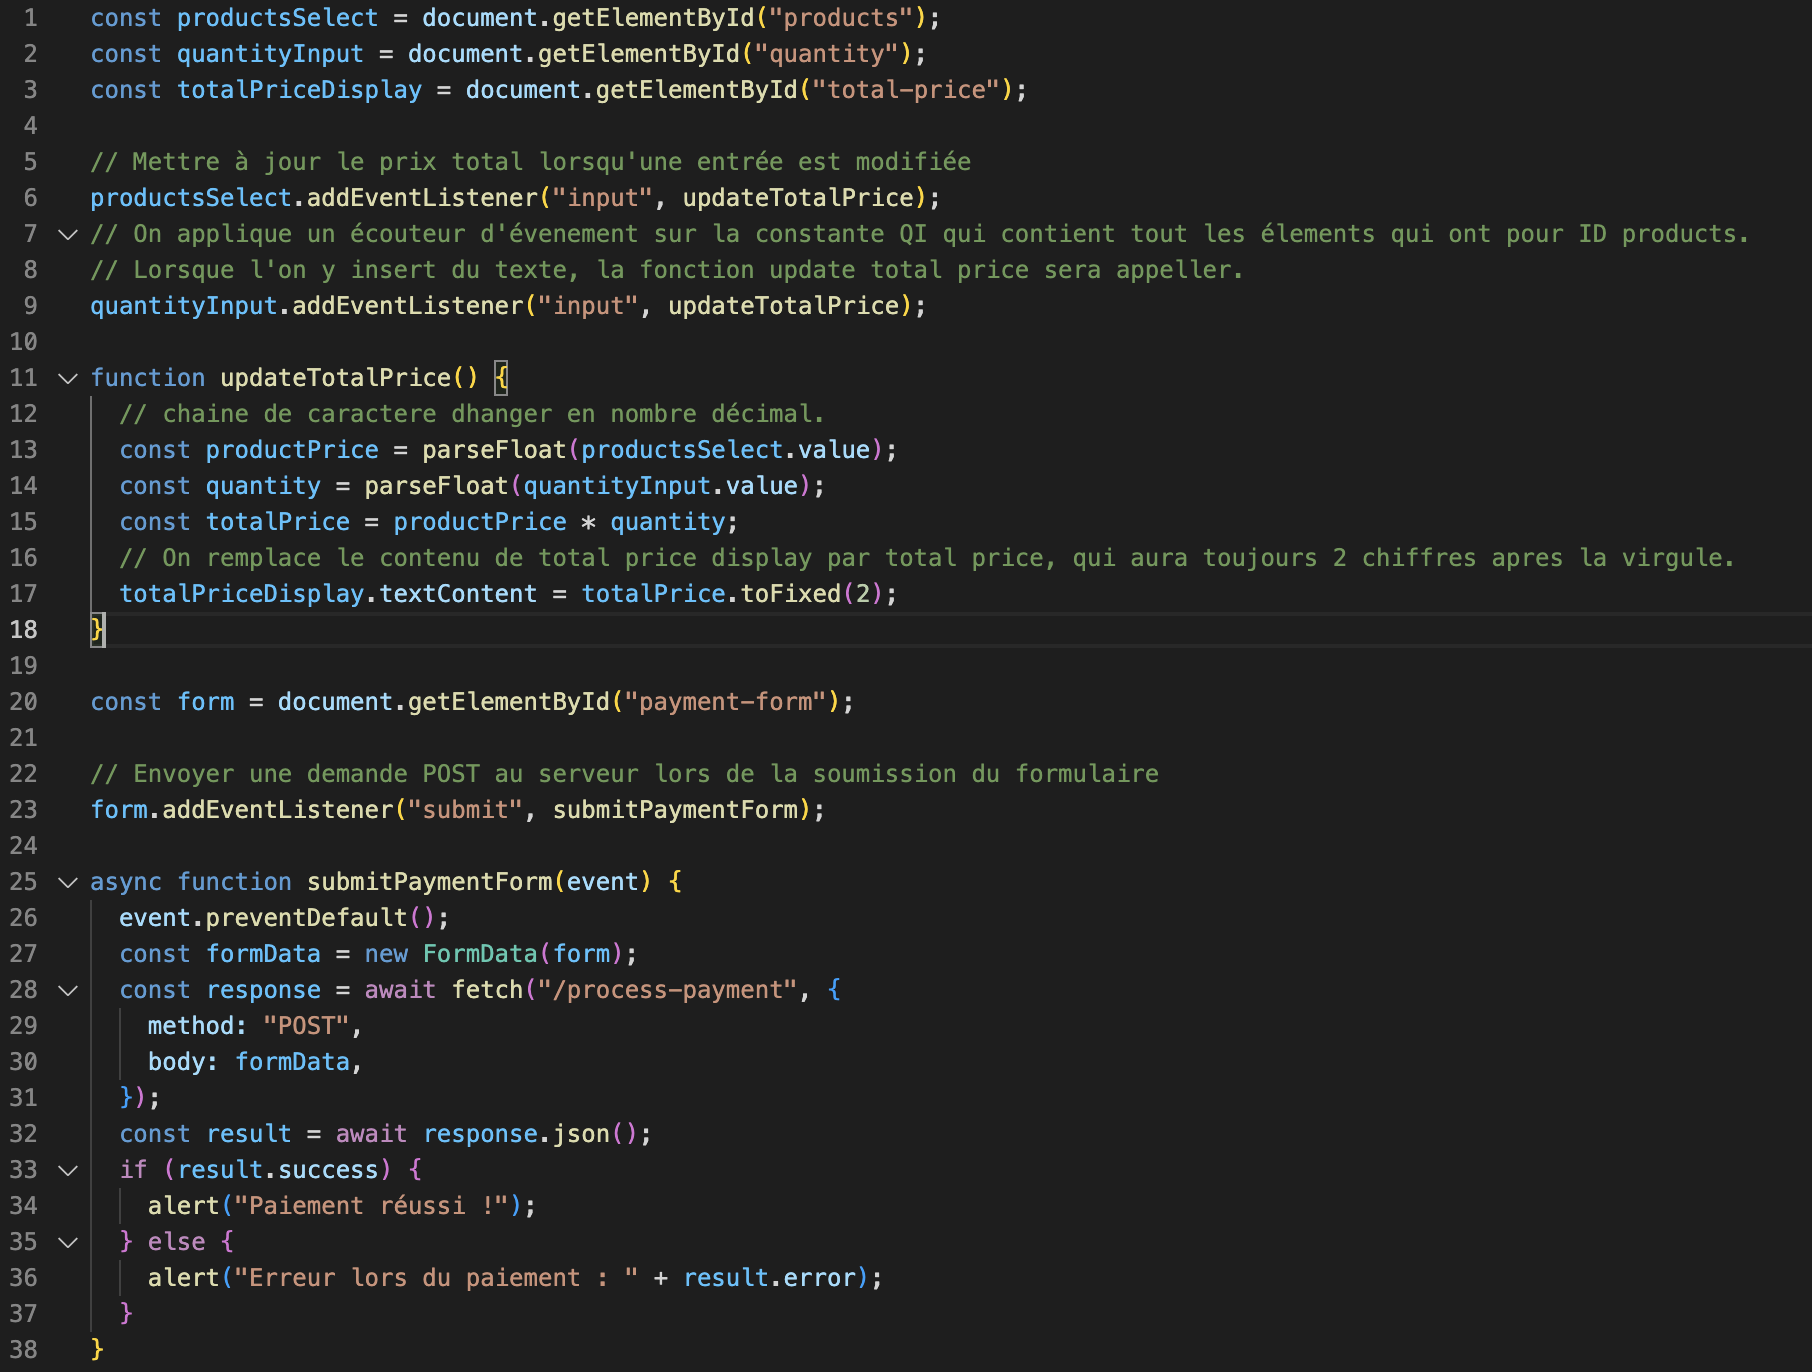 1 const productsSelect = document.getElementById("products");
2 const quantityInput = document.getElementById("quantity");
3 const totalPriceDisplay = document.getElementById("total-price");
4
5 // Mettre à jour le prix total lorsqu'une entrée est modifiée
6 productsSelect.addEventListener("input", updateTotalPrice);
7 // On applique un écouteur d'évenement sur la constante QI qui contient tout les élements qui ont pour ID products.
8 // Lorsque l'on y insert du texte, la fonction update total price sera appeller.
9 quantityInput.addEventListener("input", updateTotalPrice);
10
11 function updateTotalPrice() {
12   // chaine de caractere dhanger en nombre décimal.
13   const productPrice = parseFloat(productsSelect.value);
14   const quantity = parseFloat(quantityInput.value);
15   const totalPrice = productPrice * quantity;
16   // On remplace le contenu de total price display par total price, qui aura toujours 2 chiffres apres la virgule.
17   totalPriceDisplay.textContent = totalPrice.toFixed(2);
18 }
19
20 const form = document.getElementById("payment-form");
21
22 // Envoyer une demande POST au serveur lors de la soumission du formulaire
23 form.addEventListener("submit", submitPaymentForm);
24
25 async function submitPaymentForm(event) {
26   event.preventDefault();
27   const formData = new FormData(form);
28   const response = await fetch("/process-payment", {
29     method: "POST",
30     body: formData,
31   });
32   const result = await response.json();
33   if (result.success) {
34     alert("Paiement réussi !");
35   } else {
36     alert("Erreur lors du paiement : " + result.error);
37   }
38 }